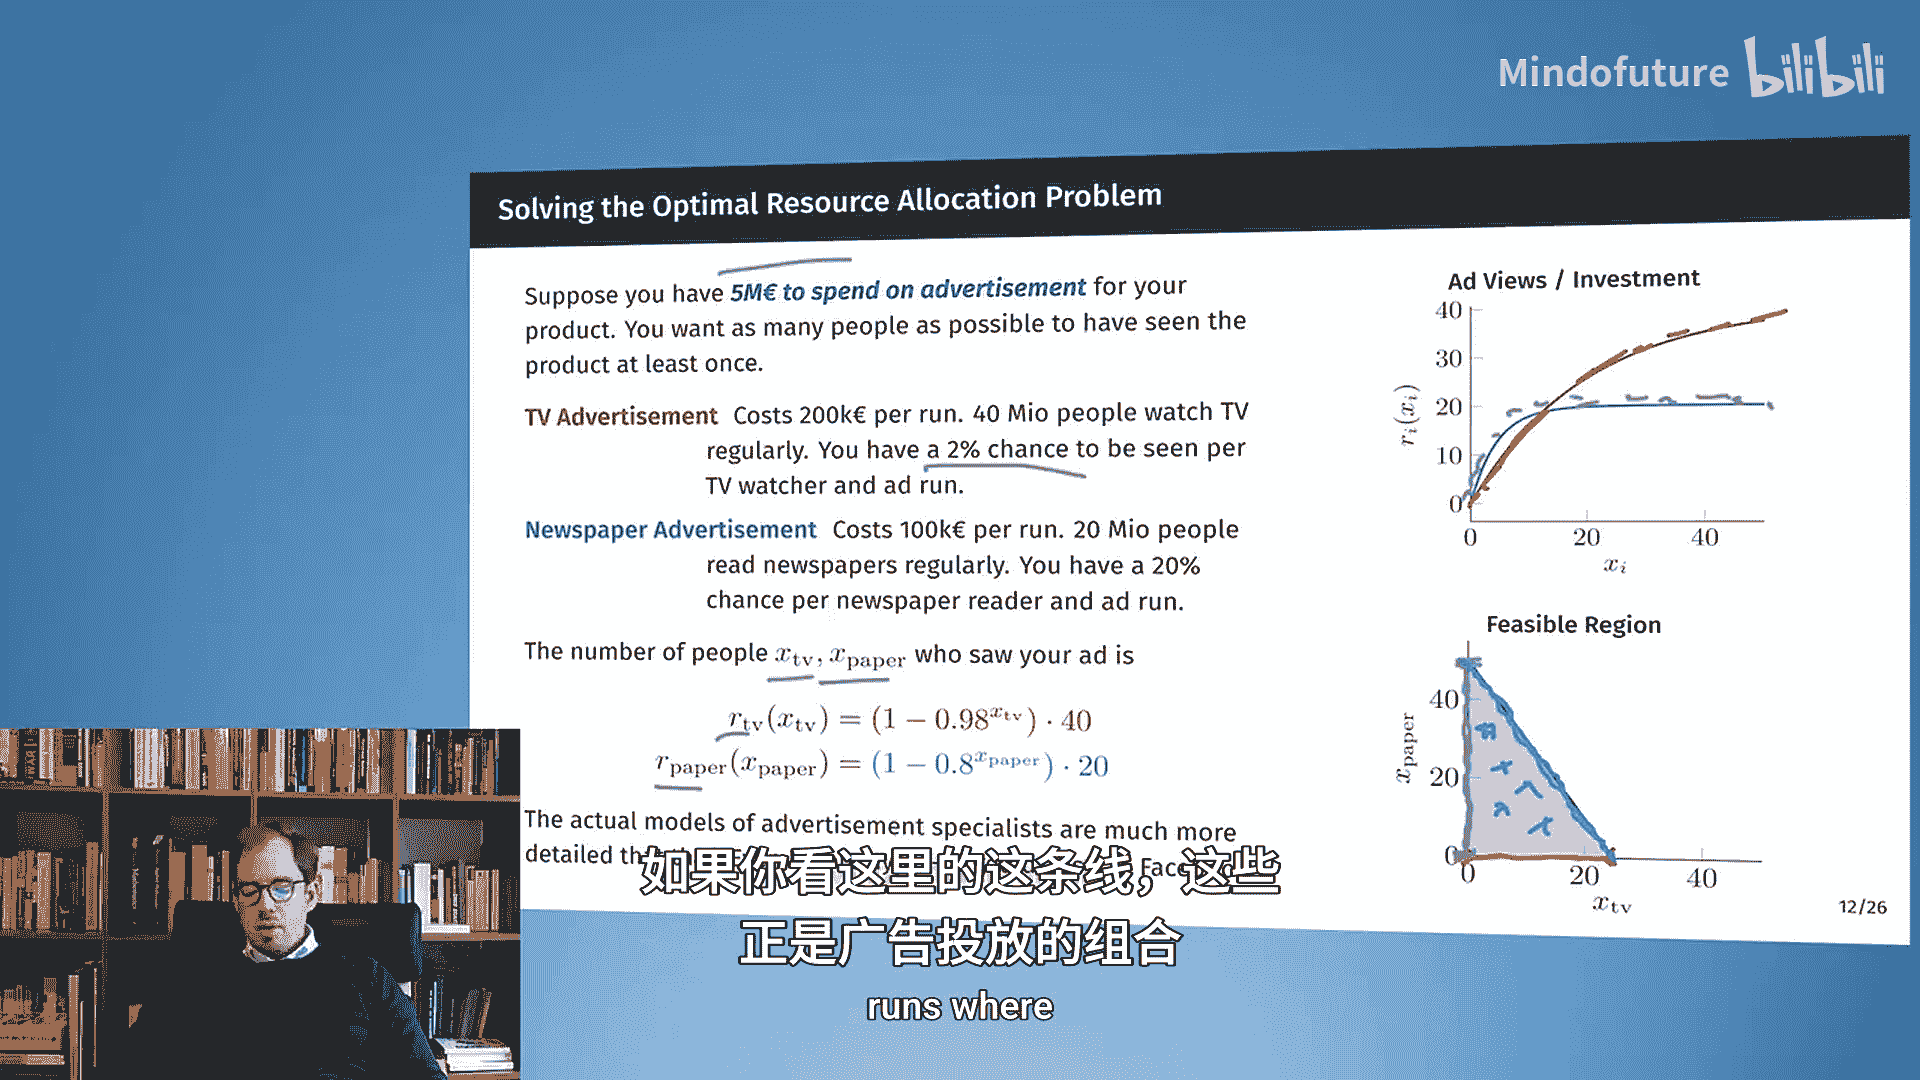 Mindofuture bilibili
Solving the Optimal Resource Allocation Problem
Suppose you have 5M€ to spend on advertisement for your
product. You want as many people as possible to have seen the
product at least once.
TV Advertisement Costs 200k€ per run. 40 Mio people watch TV
regularly. You have a 2% chance to be seen per
TV watcher and ad run.
Newspaper Advertisement Costs 100k€ per run. 20 Mio people
read newspapers regularly. You have a 20%
chance per newspaper reader and ad run.
The number of people x_tv, x_paper who saw your ad is
r_tv(x_tv) = (1 − 0.98^{x_tv}) · 40
r_paper(x_paper) = (1 − 0.8^{x_paper}) · 20
The actual models of advertisement specialists are much more
detailed
Ad Views / Investment
40
30
20
10
0
r_i(x_i)
0 20 40
x_i
Feasible Region
40
20
0
x_paper
0 20 40
x_tv
12/26
如果你看这里的这条线，这些
正是广告投放的组合
runs where